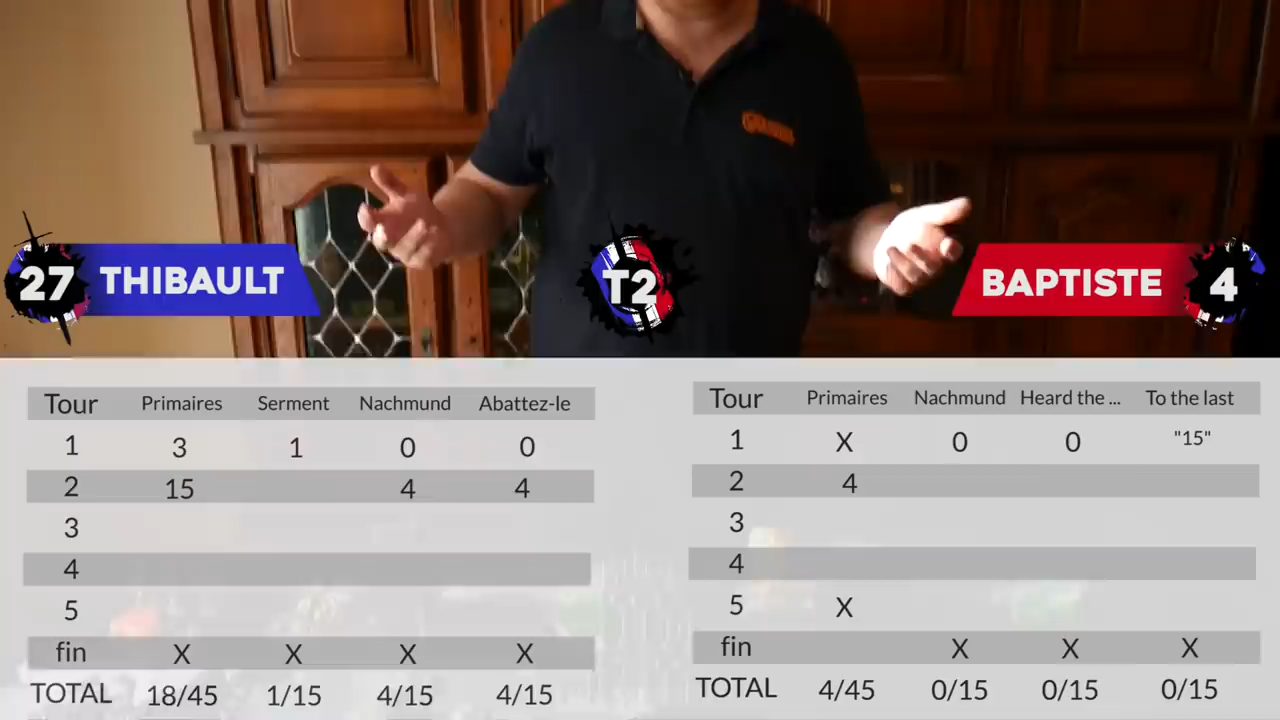 27 THIBAULT
T2
BAPTISTE 4
Tour Primaires Serment Nachmund Abattez-le
1 3 1 0 0
2 15 4 4
3
4
5
fin X X X X
TOTAL 18/45 1/15 4/15 4/15
Tour Primaires Nachmund Heard the ... To the last
1 X 0 0 "15"
2 4
3
4
5 X
fin X X X
TOTAL 4/45 0/15 0/15 0/15